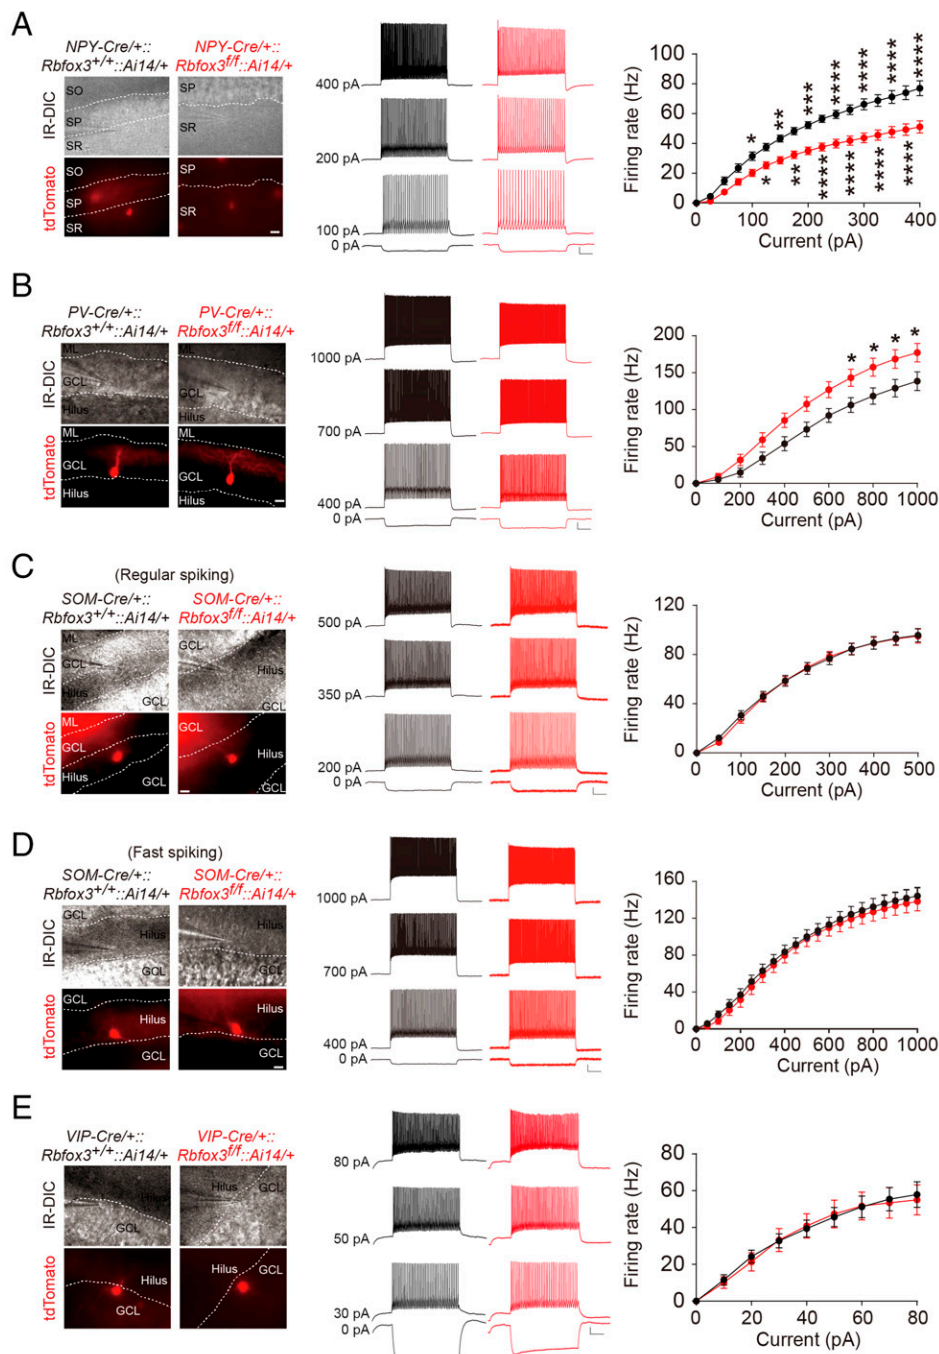 A
NPY-Cre/+::
Rbfox3+/+::Ai14/+
NPY-Cre/+::
Rbfox3f/f::Ai14/+
IR-DIC
SO
SP
SR
SP
SR
tdTomato
SO
SP
SR
SP
SR
400 pA
200 pA
100 pA
0 pA
Firing rate (Hz)
100
80
60
40
20
0
* ** *** **** **** **** ****
* ** **** **** **** ****
0 100 200 300 400
Current (pA)
B
PV-Cre/+::
Rbfox3+/+::Ai14/+
PV-Cre/+::
Rbfox3f/f::Ai14/+
IR-DIC
ML
GCL
Hilus
ML
GCL
Hilus
tdTomato
ML
GCL
Hilus
ML
GCL
Hilus
1000 pA
700 pA
400 pA
0 pA
Firing rate (Hz)
200
150
100
50
0
* * * *
0 200 400 600 800 1000
Current (pA)
C
(Regular spiking)
SOM-Cre/+::
Rbfox3+/+::Ai14/+
SOM-Cre/+::
Rbfox3f/f::Ai14/+
IR-DIC
ML
GCL
Hilus
GCL
GCL
Hilus
GCL
tdTomato
ML
GCL
Hilus
GCL
GCL
Hilus
GCL
500 pA
350 pA
200 pA
0 pA
Firing rate (Hz)
120
80
40
0
0 100 200 300 400 500
Current (pA)
D
(Fast spiking)
SOM-Cre/+::
Rbfox3+/+::Ai14/+
SOM-Cre/+::
Rbfox3f/f::Ai14/+
IR-DIC
GCL
Hilus
GCL
Hilus
GCL
tdTomato
GCL
Hilus
GCL
Hilus
GCL
1000 pA
700 pA
400 pA
0 pA
Firing rate (Hz)
160
120
80
40
0
0 200 400 600 800 1000
Current (pA)
E
VIP-Cre/+::
Rbfox3+/+::Ai14/+
VIP-Cre/+::
Rbfox3f/f::Ai14/+
IR-DIC
Hilus
GCL
Hilus
GCL
tdTomato
Hilus
GCL
Hilus
GCL
80 pA
50 pA
30 pA
0 pA
Firing rate (Hz)
80
60
40
20
0
0 20 40 60 80
Current (pA)